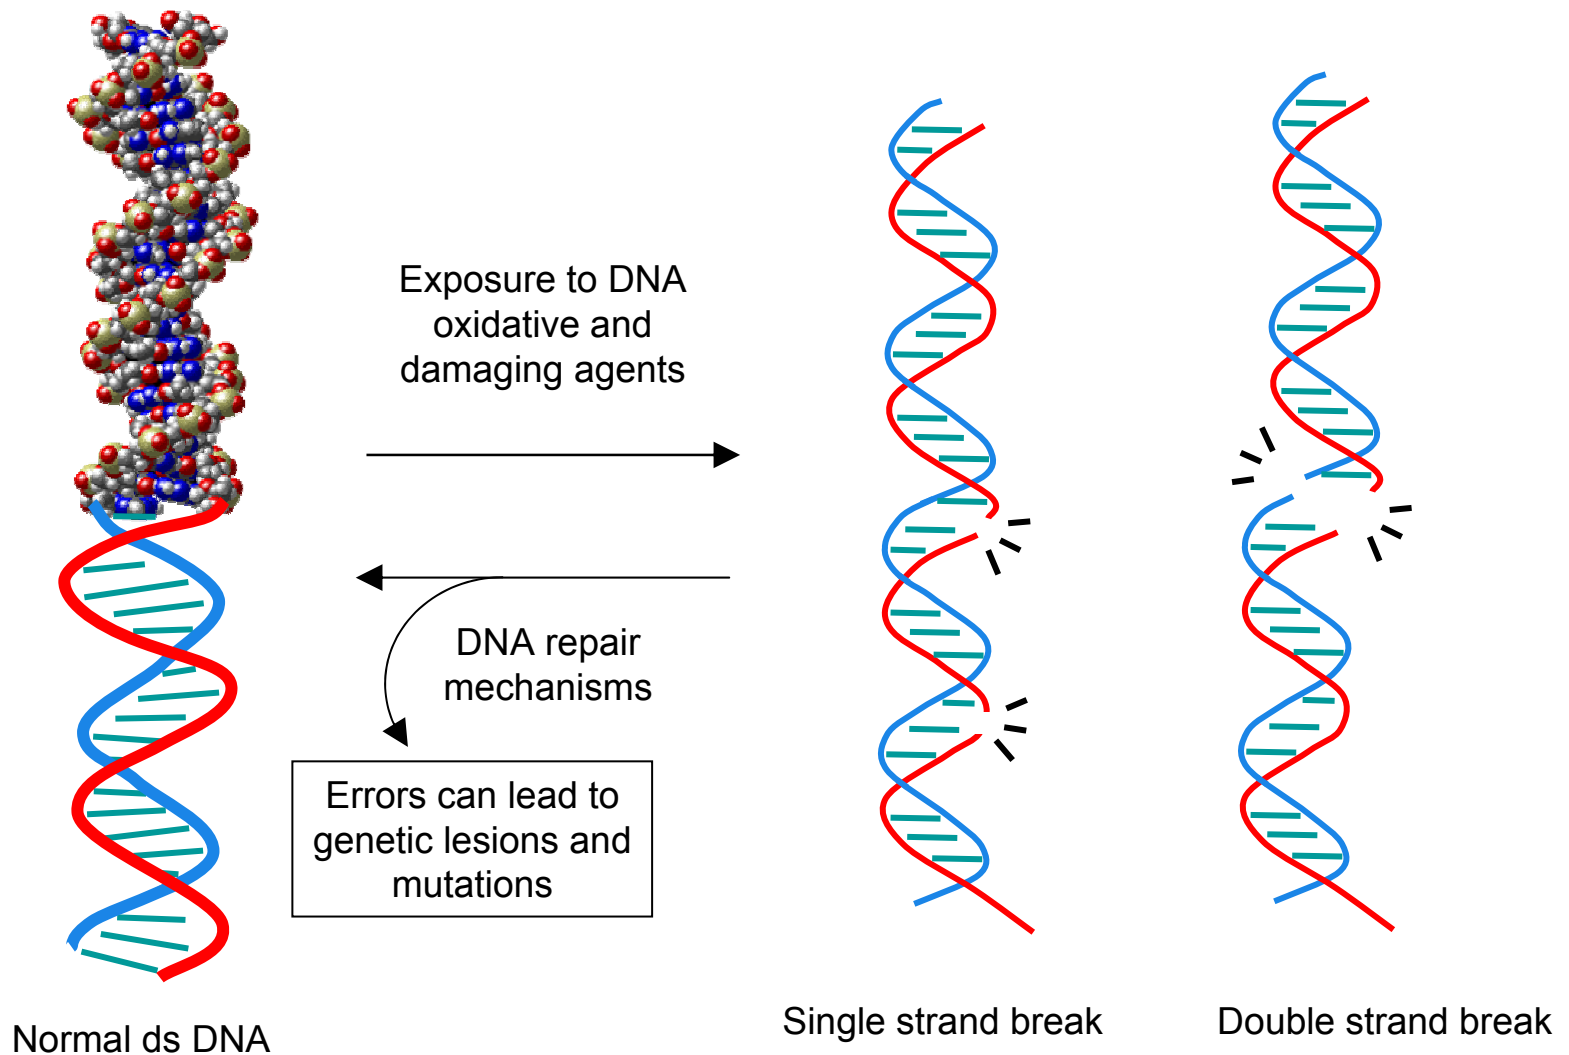 Exposure to DNA
oxidative and
damaging agents
DNA repair
mechanisms
Errors can lead to
genetic lesions and
mutations
Normal ds DNA
Single strand break
Double strand break